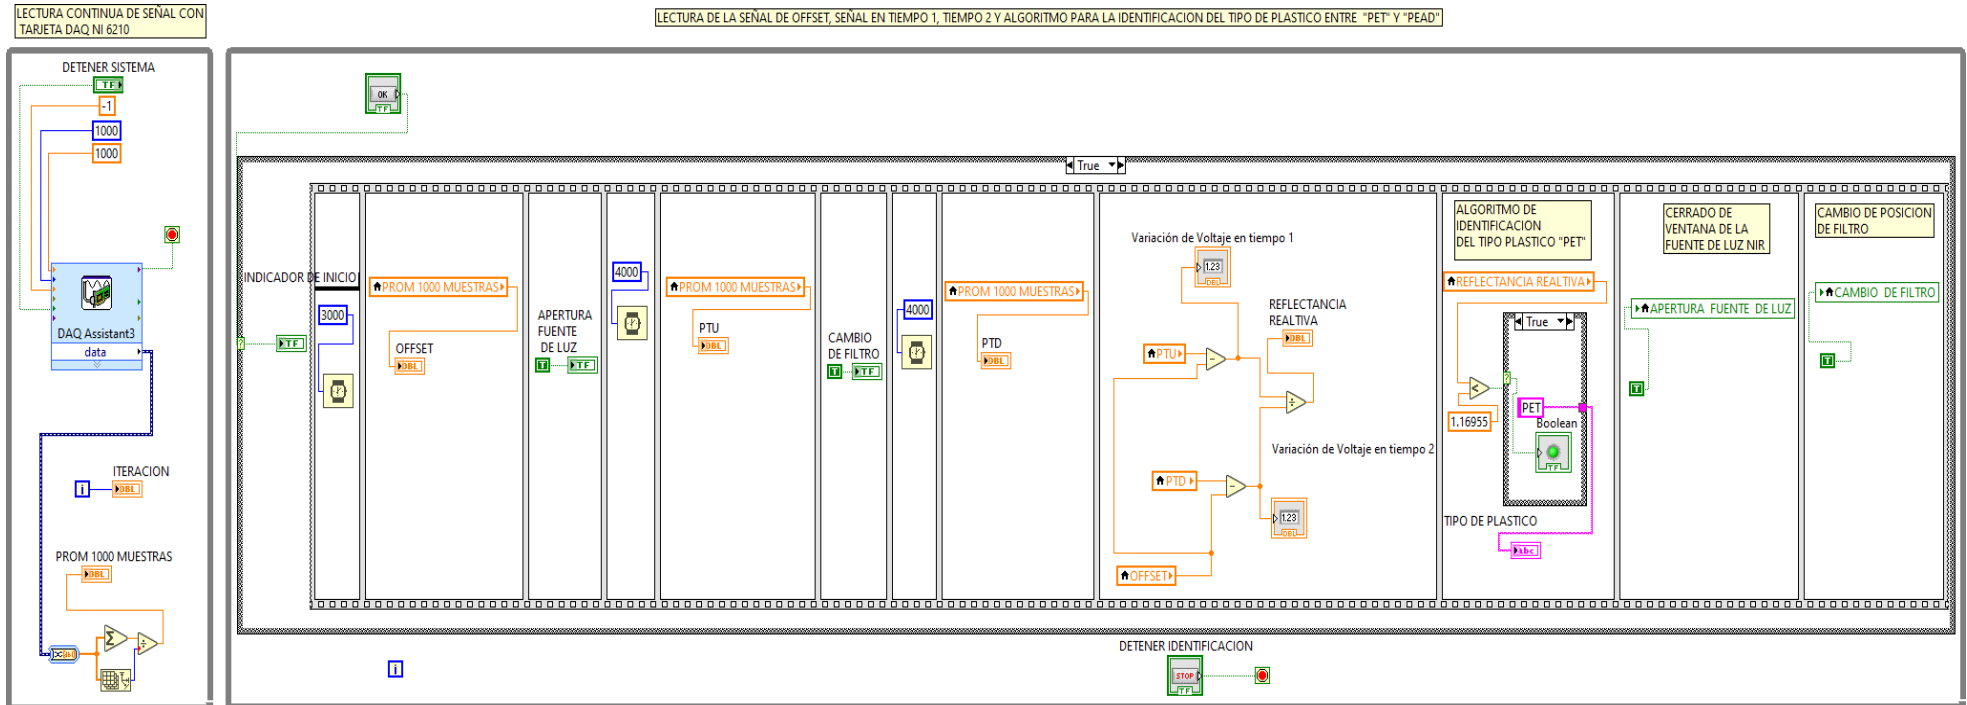 LECTURA CONTINUA DE SEÑAL CON
TARJETA DAQ NI 6210
DETENER SISTEMA
TF
-1
1000
1000
DAQ Assistant3
data
ITERACION
i
DBL
PROM 1000 MUESTRAS
DBL
LECTURA DE LA SEÑAL DE OFFSET, SEÑAL EN TIEMPO 1, TIEMPO 2 Y ALGORITMO PARA LA IDENTIFICACION DEL TIPO DE PLASTICO ENTRE "PET" Y "PEAD"
OK
TF
True
INDICADOR DE INICIO
?
TF
3000
PROM 1000 MUESTRAS
OFFSET
DBL
APERTURA
FUENTE
DE LUZ
T
TF
4000
PROM 1000 MUESTRAS
PTU
DBL
CAMBIO
DE FILTRO
T
TF
4000
PROM 1000 MUESTRAS
PTD
DBL
Variación de Voltaje en tiempo 1
1.23
DBL
REFLECTANCIA
REALTIVA
DBL
PTU
-
÷
Variación de Voltaje en tiempo 2
PTD
-
1.23
DBL
OFFSET
ALGORITMO DE
IDENTIFICACION
DEL TIPO PLASTICO "PET"
REFLECTANCIA REALTIVA
True
<
?
1.16955
PET
Boolean
TF
TIPO DE PLASTICO
abc
CERRADO DE
VENTANA DE LA
FUENTE DE LUZ NIR
APERTURA FUENTE DE LUZ
T
CAMBIO DE POSICION
DE FILTRO
CAMBIO DE FILTRO
T
Σ
÷
i
DETENER IDENTIFICACION
STOP
TF